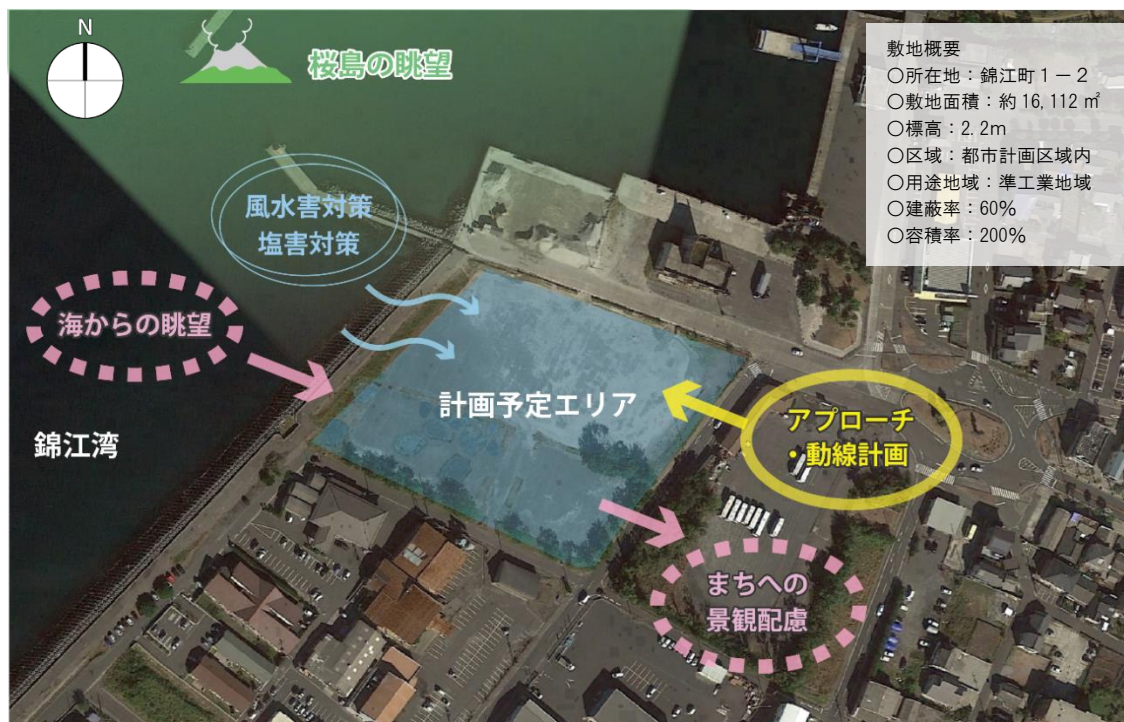 N
桜島の眺望
敷地概要
○所在地：錦江町１－２
○敷地面積：約16,112㎡
○標高：2.2m
○区域：都市計画区域内
○用途地域：準工業地域
○建蔽率：60%
○容積率：200%
風水害対策
塩害対策
海からの眺望
計画予定エリア
アプローチ
・動線計画
錦江湾
まちへの
景観配慮